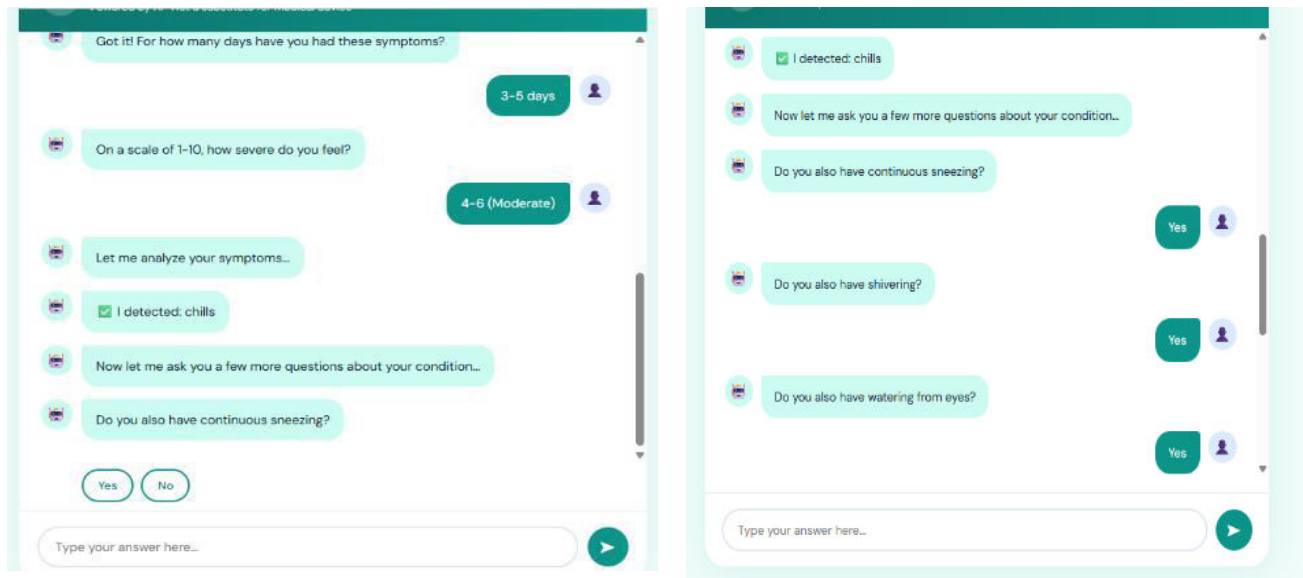 Got it! For how many days have you had these symptoms?
3-5 days
On a scale of 1-10, how severe do you feel?
4-6 (Moderate)
Let me analyze your symptoms...
✅ I detected: chills
Now let me ask you a few more questions about your condition...
Do you also have continuous sneezing?
Yes
No
Type your answer here...
✅ I detected: chills
Now let me ask you a few more questions about your condition...
Do you also have continuous sneezing?
Yes
Do you also have shivering?
Yes
Do you also have watering from eyes?
Yes
Type your answer here...